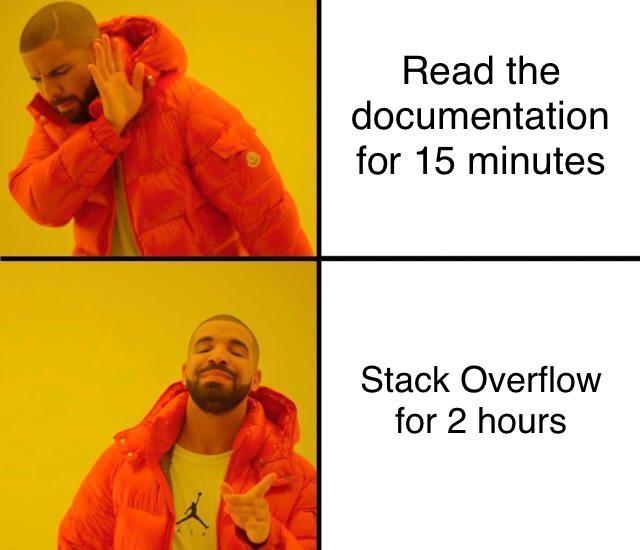 Read the
documentation
for 15 minutes
Stack Overflow
for 2 hours